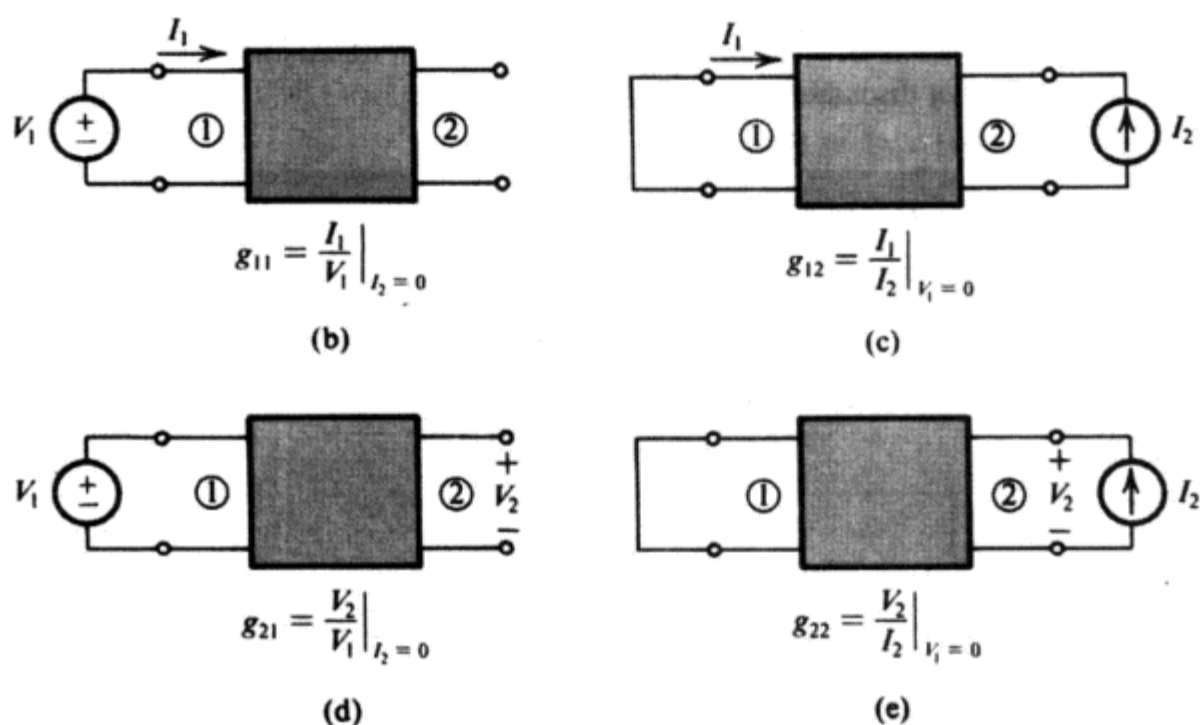 I₁ I₁
V₁ + − ① ② ① ② I₂
g₁₁ = I₁/V₁ |I₂ = 0 g₁₂ = I₁/I₂ |V₁ = 0
(b) (c)
V₁ + − ① ② + V₂ − ① ② + V₂ − I₂
g₂₁ = V₂/V₁ |I₂ = 0 g₂₂ = V₂/I₂ |V₁ = 0
(d) (e)